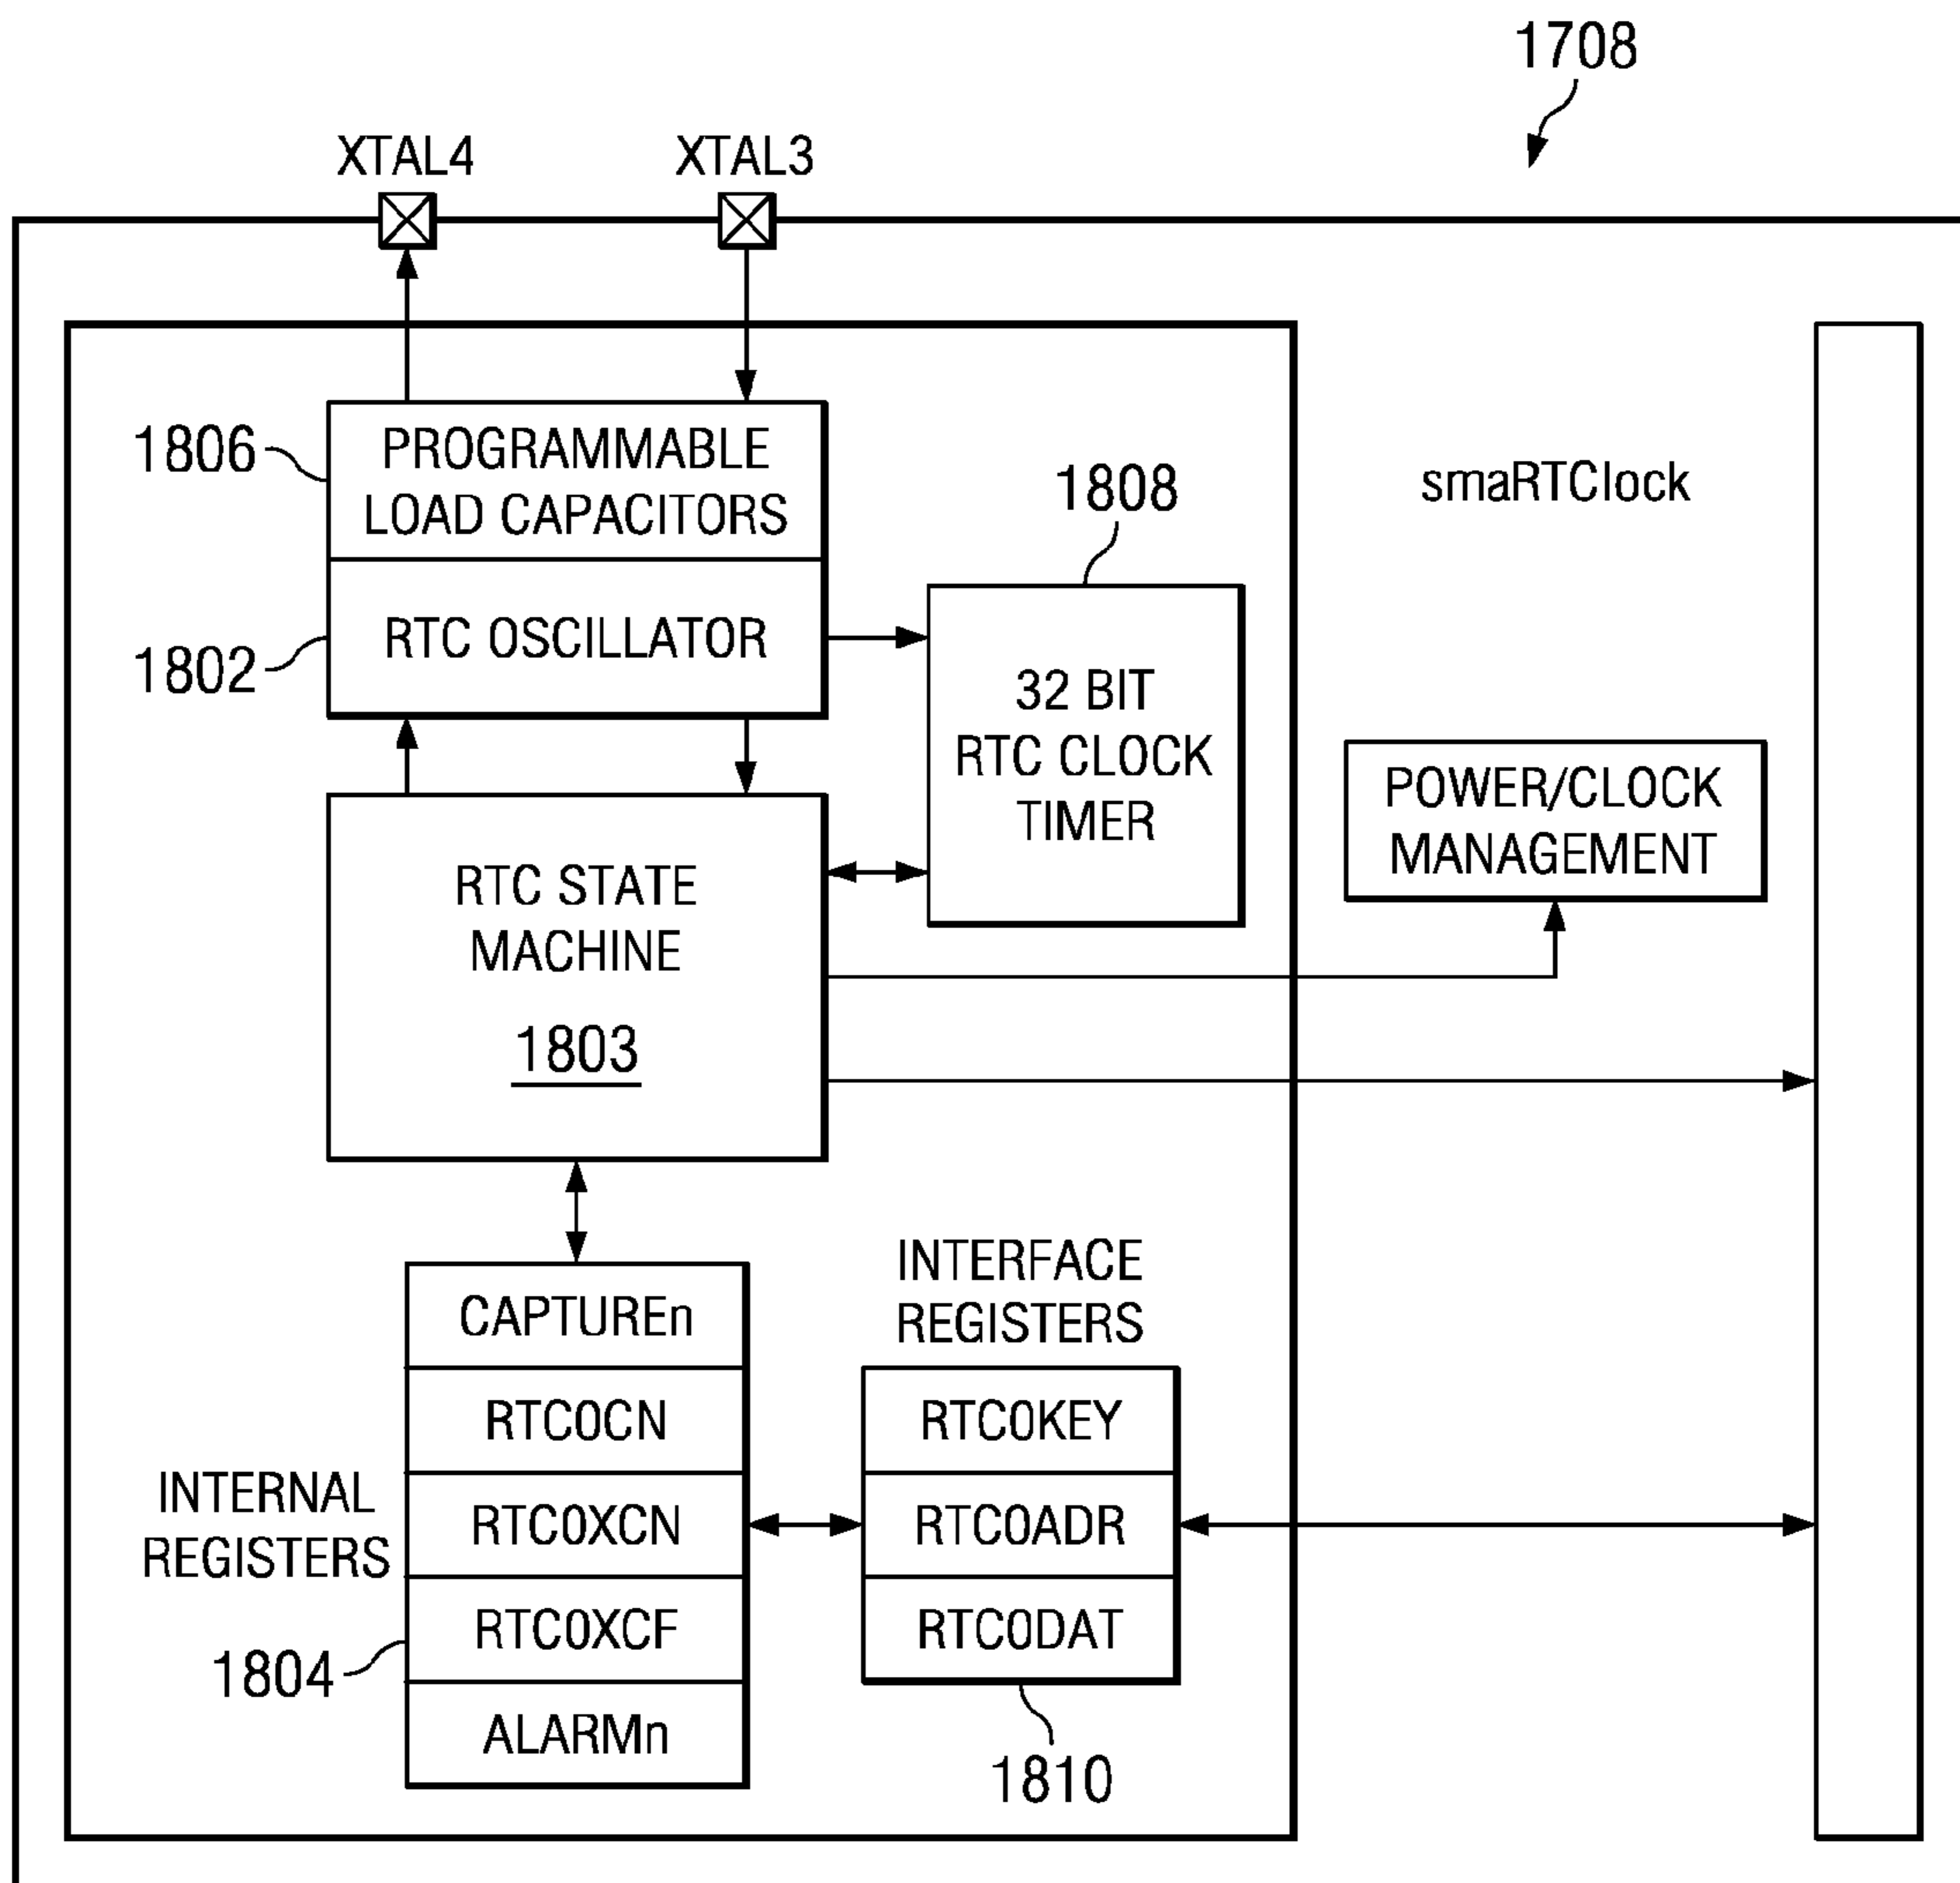 1708
XTAL4
XTAL3
1806
PROGRAMMABLE
LOAD CAPACITORS
1808
smaRTClock
1802
RTC OSCILLATOR
32 BIT
RTC CLOCK
TIMER
POWER/CLOCK
MANAGEMENT
RTC STATE
MACHINE
1803
INTERFACE
REGISTERS
CAPTUREn
RTC0CN
RTC0XCN
RTC0XCF
ALARMn
RTC0KEY
RTC0ADR
RTC0DAT
INTERNAL
REGISTERS
1804
1810